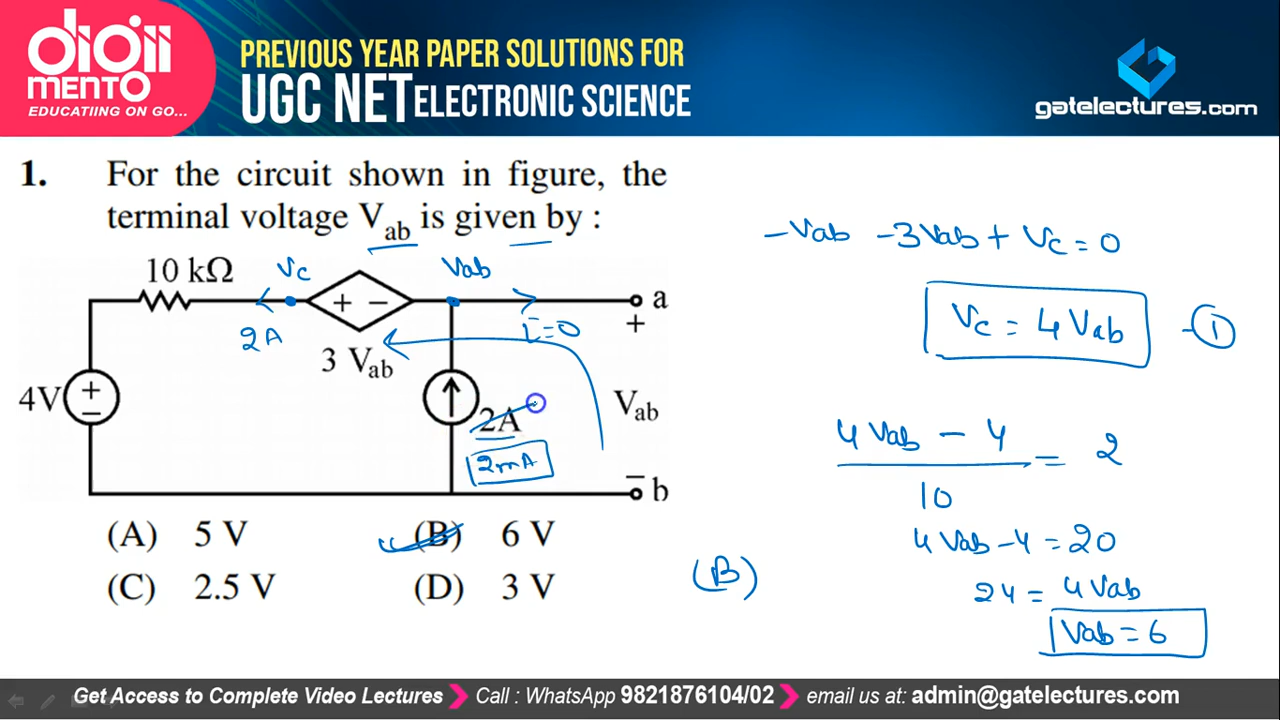 dIGII
MENTO
EDUCATIING ON GO...
PREVIOUS YEAR PAPER SOLUTIONS FOR
UGC NET ELECTRONIC SCIENCE
gatelectures.com
1. For the circuit shown in figure, the
terminal voltage Vab is given by :
10 kΩ
Vc
+ −
Vab
a
+
2A
i=0
3 Vab
4V
+
−
2A
2mA
Vab
−
b
(A) 5 V
(B) 6 V
(C) 2.5 V
(D) 3 V
-Vab -3Vab + Vc = 0
Vc = 4Vab -①
4Vab - 4
= 2
10
4Vab - 4 = 20
24 = 4Vab
Vab = 6
(B)
Get Access to Complete Video Lectures Call : WhatsApp 9821876104/02 email us at: admin@gatelectures.com